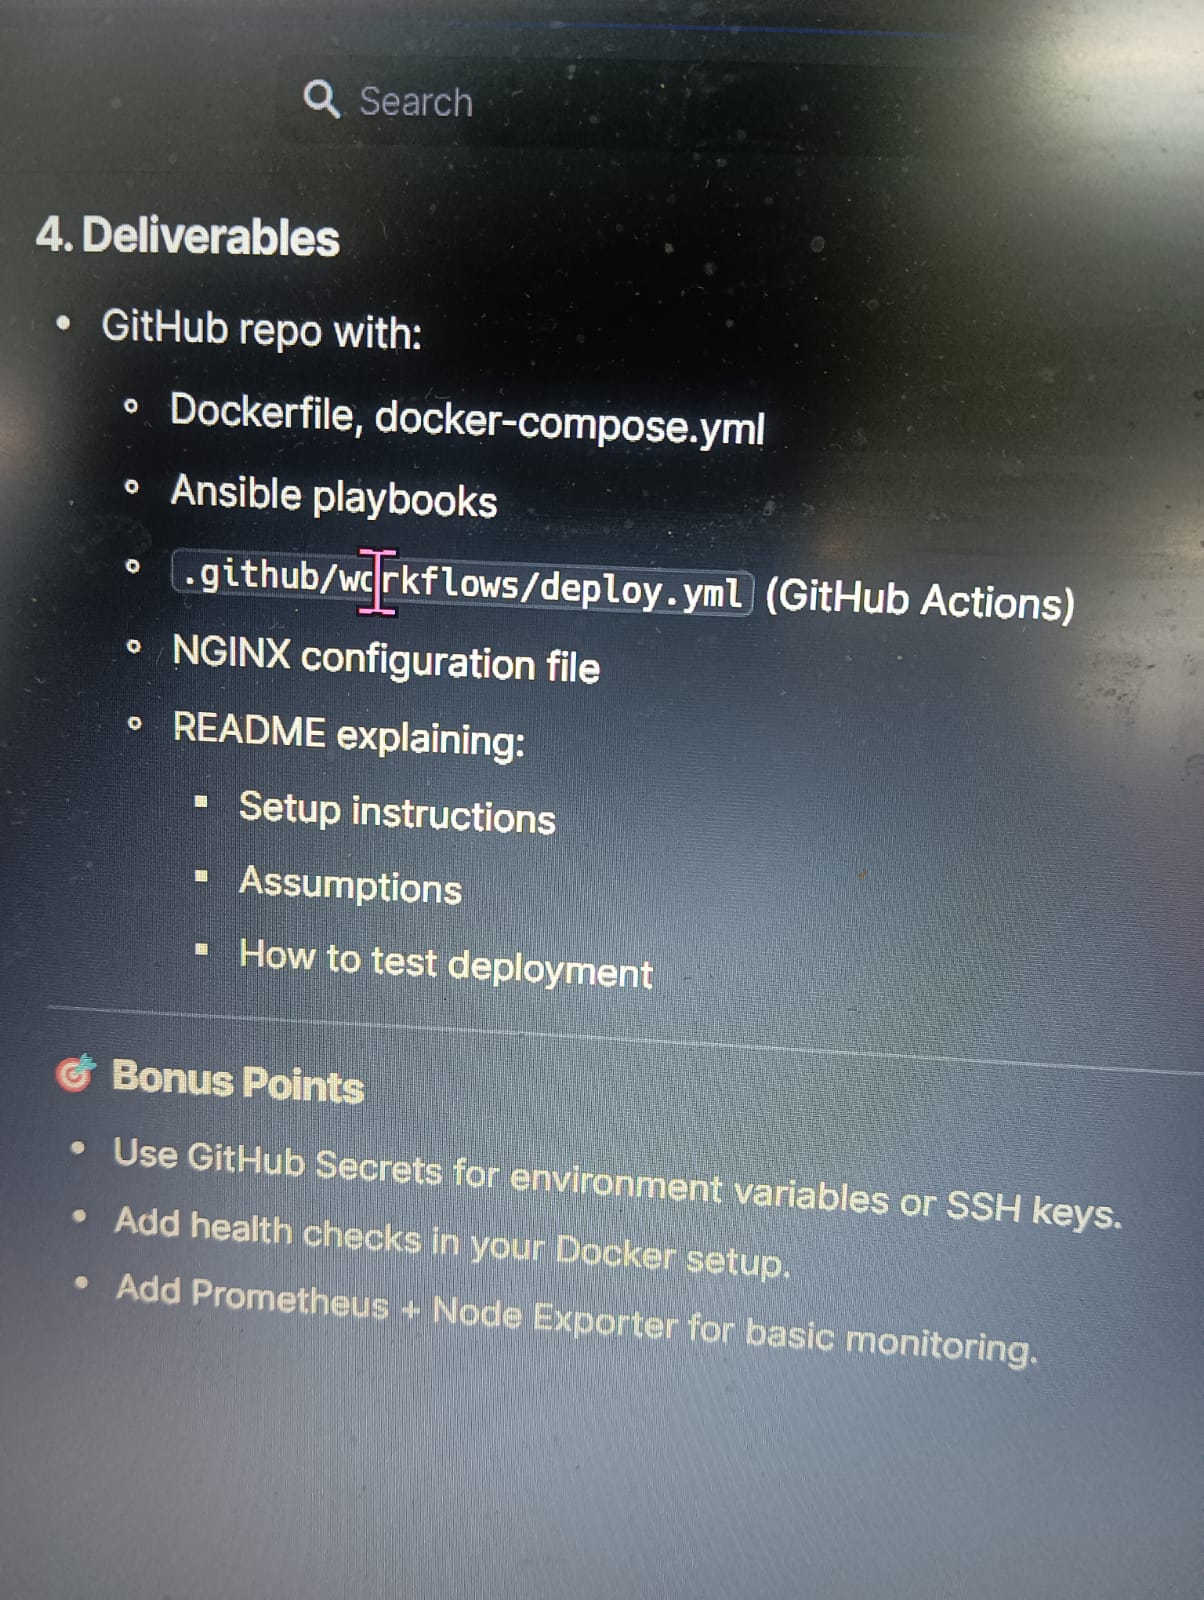 Search
4. Deliverables
• GitHub repo with:
◦ Dockerfile, docker-compose.yml
◦ Ansible playbooks
◦ .github/workflows/deploy.yml (GitHub Actions)
◦ NGINX configuration file
◦ README explaining:
▪ Setup instructions
▪ Assumptions
▪ How to test deployment
🎯 Bonus Points
• Use GitHub Secrets for environment variables or SSH keys.
• Add health checks in your Docker setup.
• Add Prometheus + Node Exporter for basic monitoring.